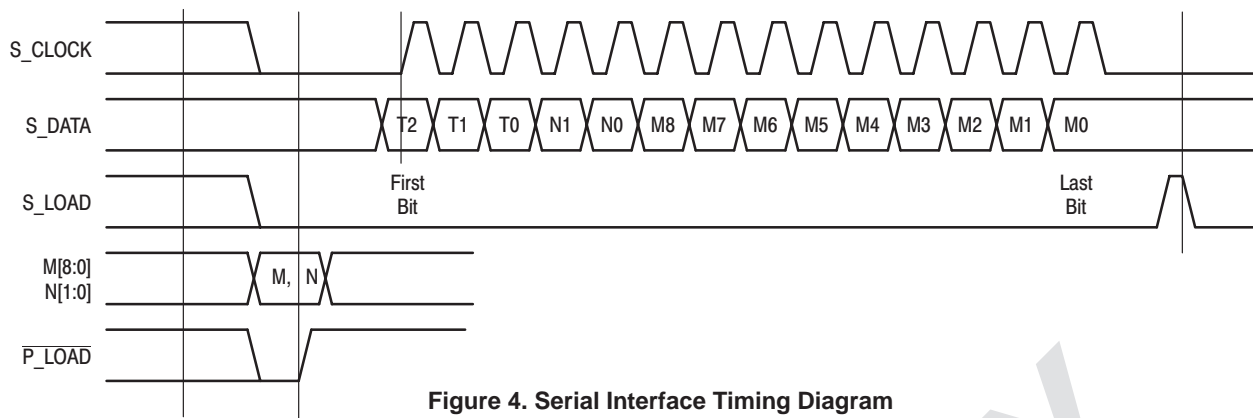 S_CLOCK
S_DATA
T2 T1 T0 N1 N0 M8 M7 M6 M5 M4 M3 M2 M1 M0
First
Bit
Last
Bit
S_LOAD
M[8:0]
N[1:0]
M, N
P_LOAD
Figure 4. Serial Interface Timing Diagram